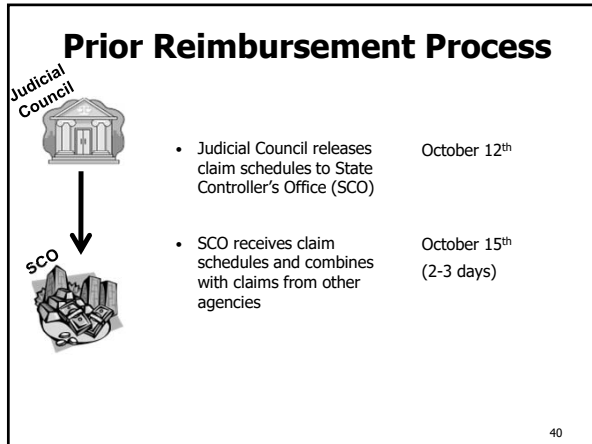 Prior Reimbursement Process
Judicial
Council
• Judicial Council releases
claim schedules to State
Controller's Office (SCO)
October 12th
SCO
• SCO receives claim
schedules and combines
with claims from other
agencies
October 15th
(2-3 days)
40